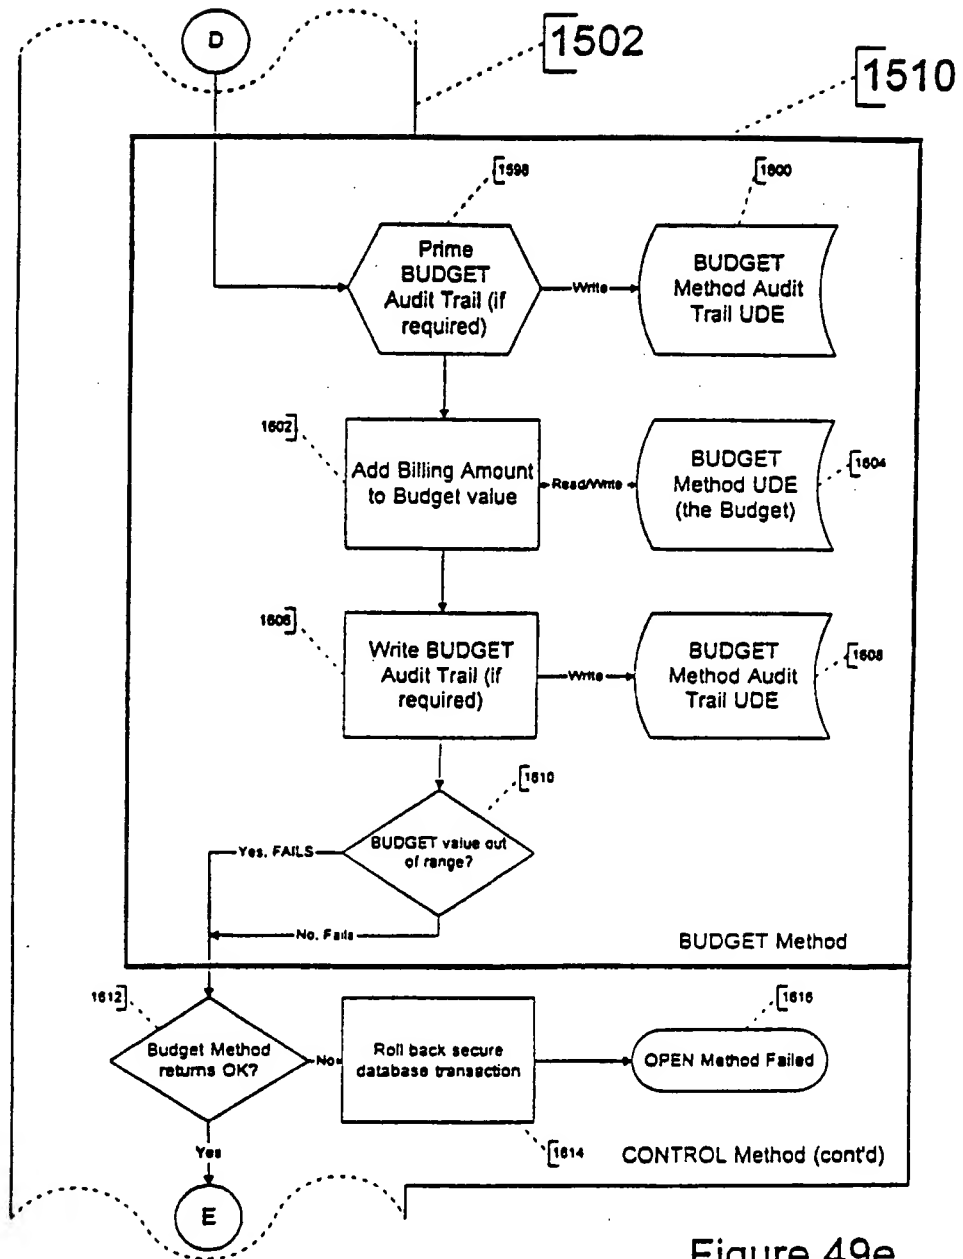 D
1502
1510
1598
1600
Prime
BUDGET
Audit Trail (if
required)
Write
BUDGET
Method Audit
Trail UDE
1602
Add Billing Amount
to Budget value
Read/Write
BUDGET
Method UDE
(the Budget)
1604
1606
Write BUDGET
Audit Trail (if
required)
Write
BUDGET
Method Audit
Trail UDE
1608
1610
BUDGET value out
of range?
Yes, FAILS
No, Fails
BUDGET Method
1612
1616
Budget Method
returns OK?
No
Roll back secure
database transaction
OPEN Method Failed
Yes
1614
CONTROL Method (cont'd)
E
Figure 49e